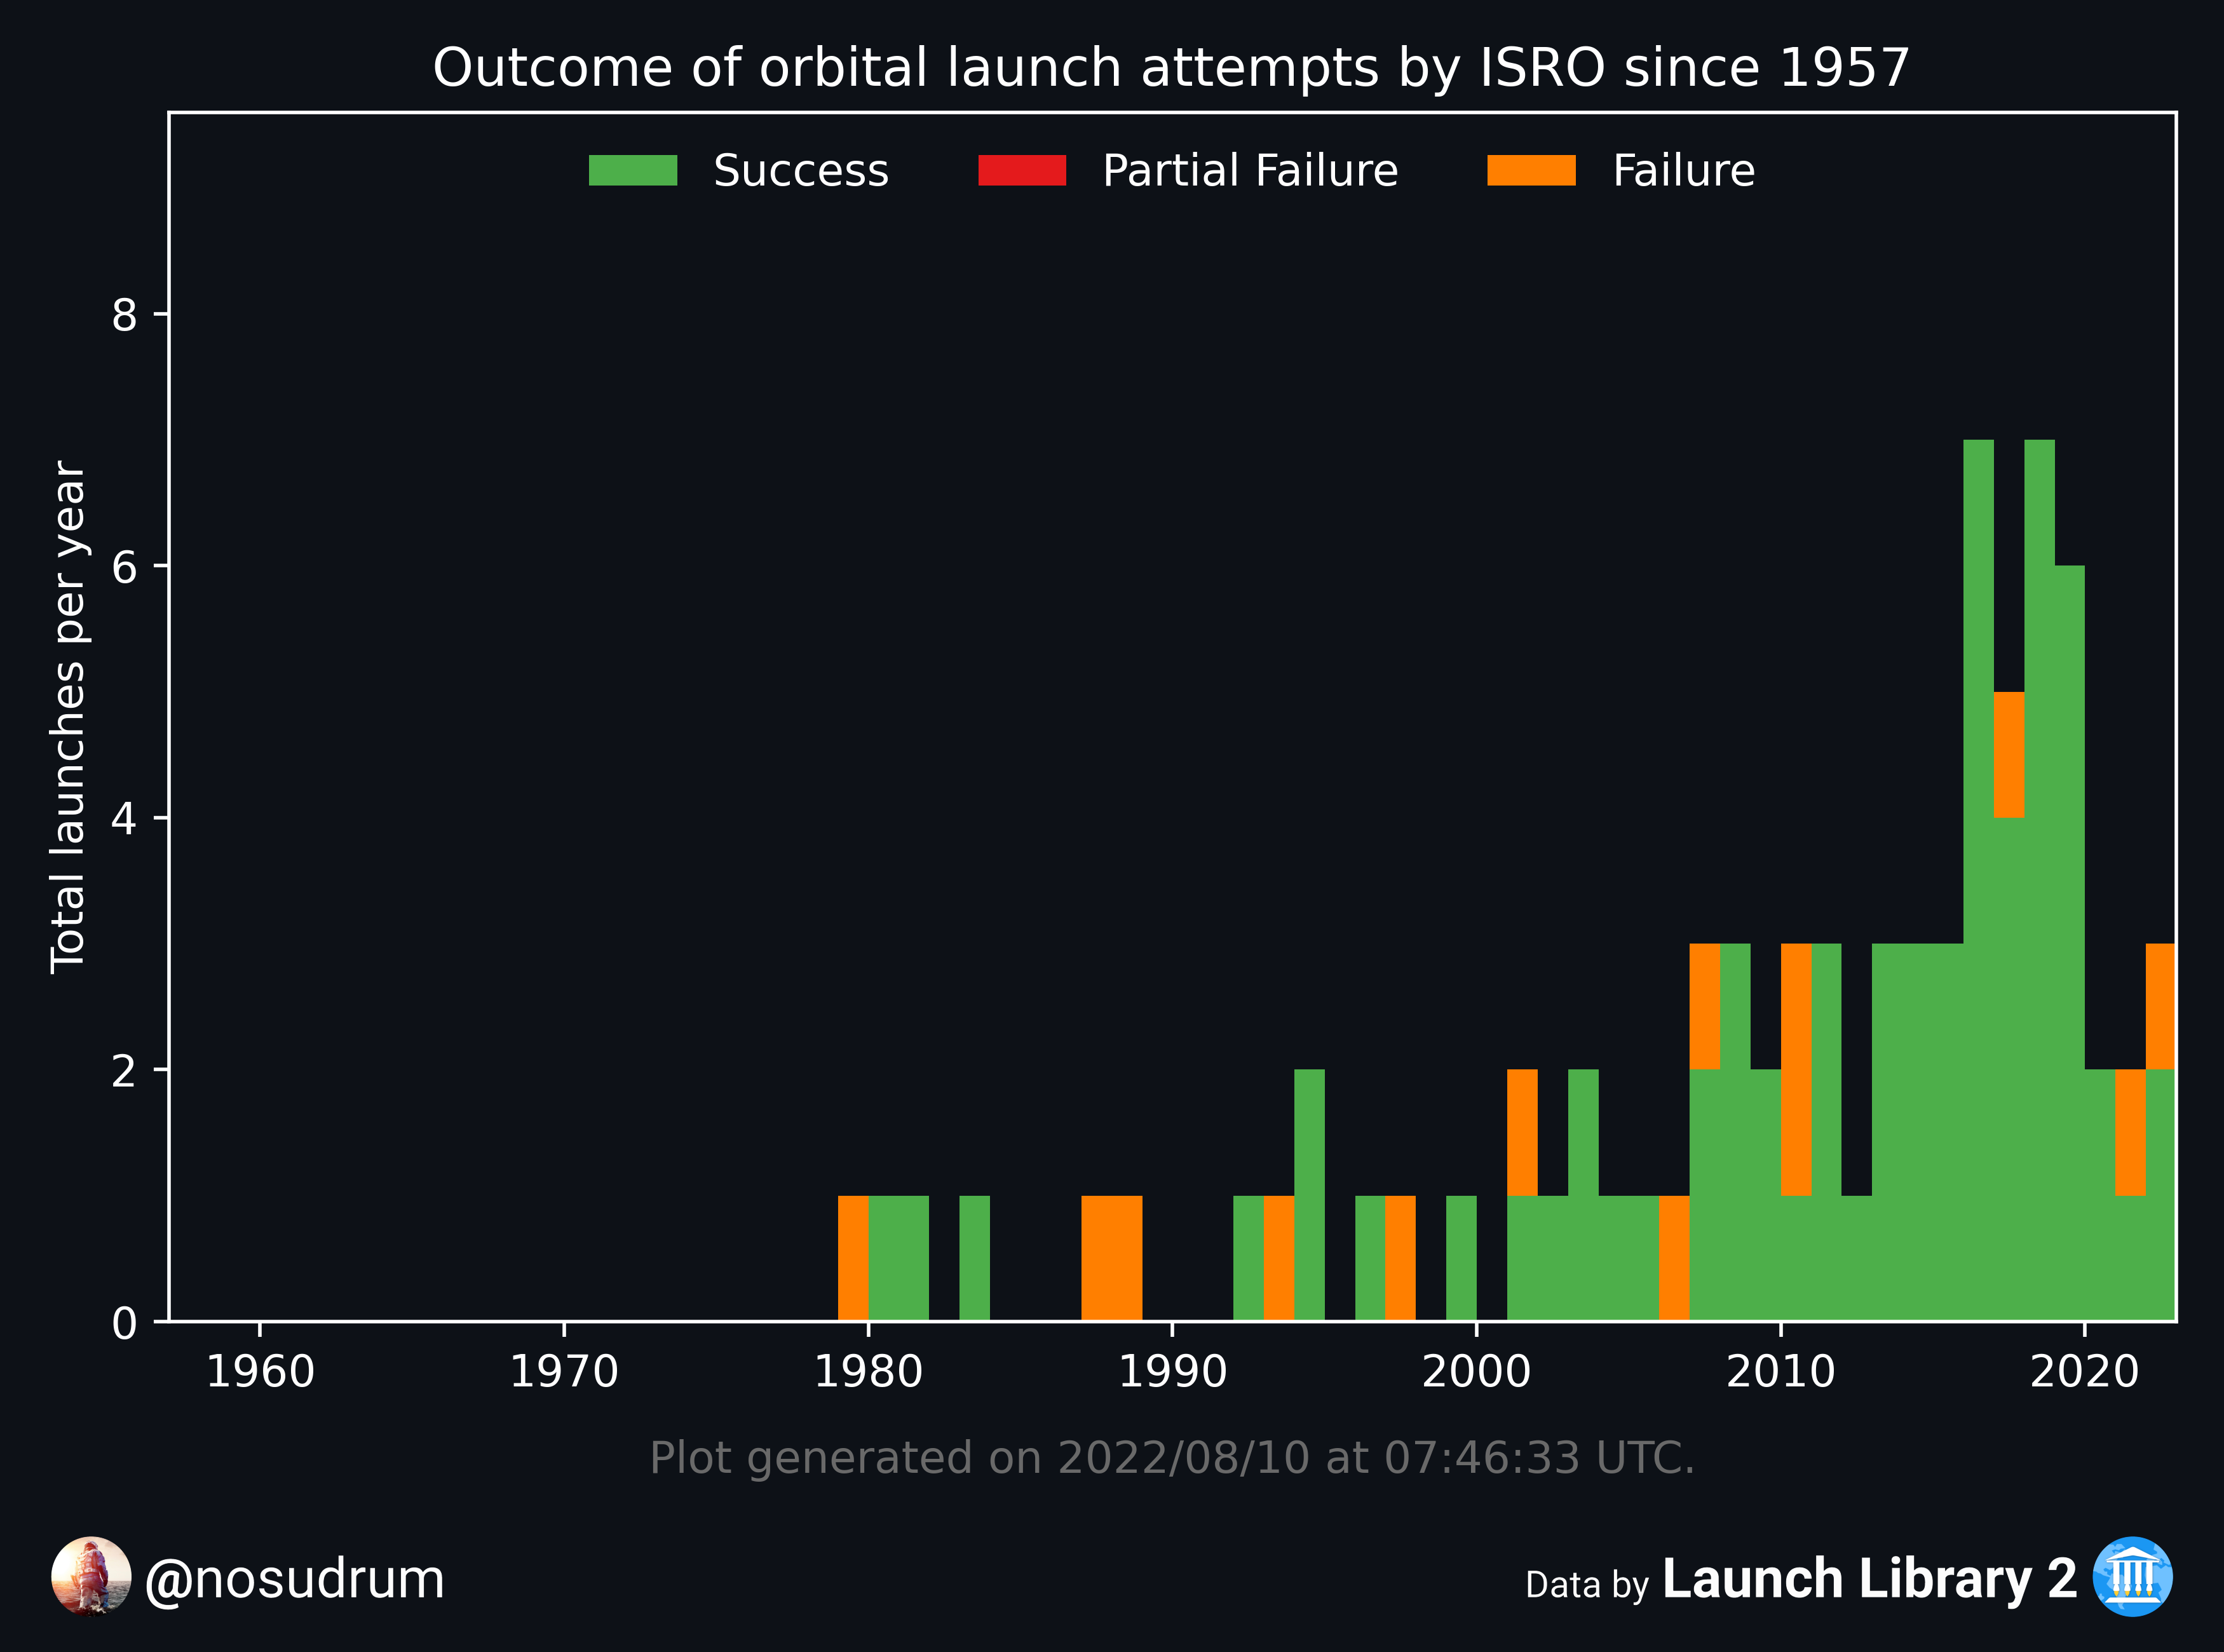 Outcome of orbital launch attempts by ISRO since 1957
Success Partial Failure Failure
Total launches per year
8
6
4
2
0
1960 1970 1980 1990 2000 2010 2020
Plot generated on 2022/08/10 at 07:46:33 UTC.
@nosudrum
Data by Launch Library 2